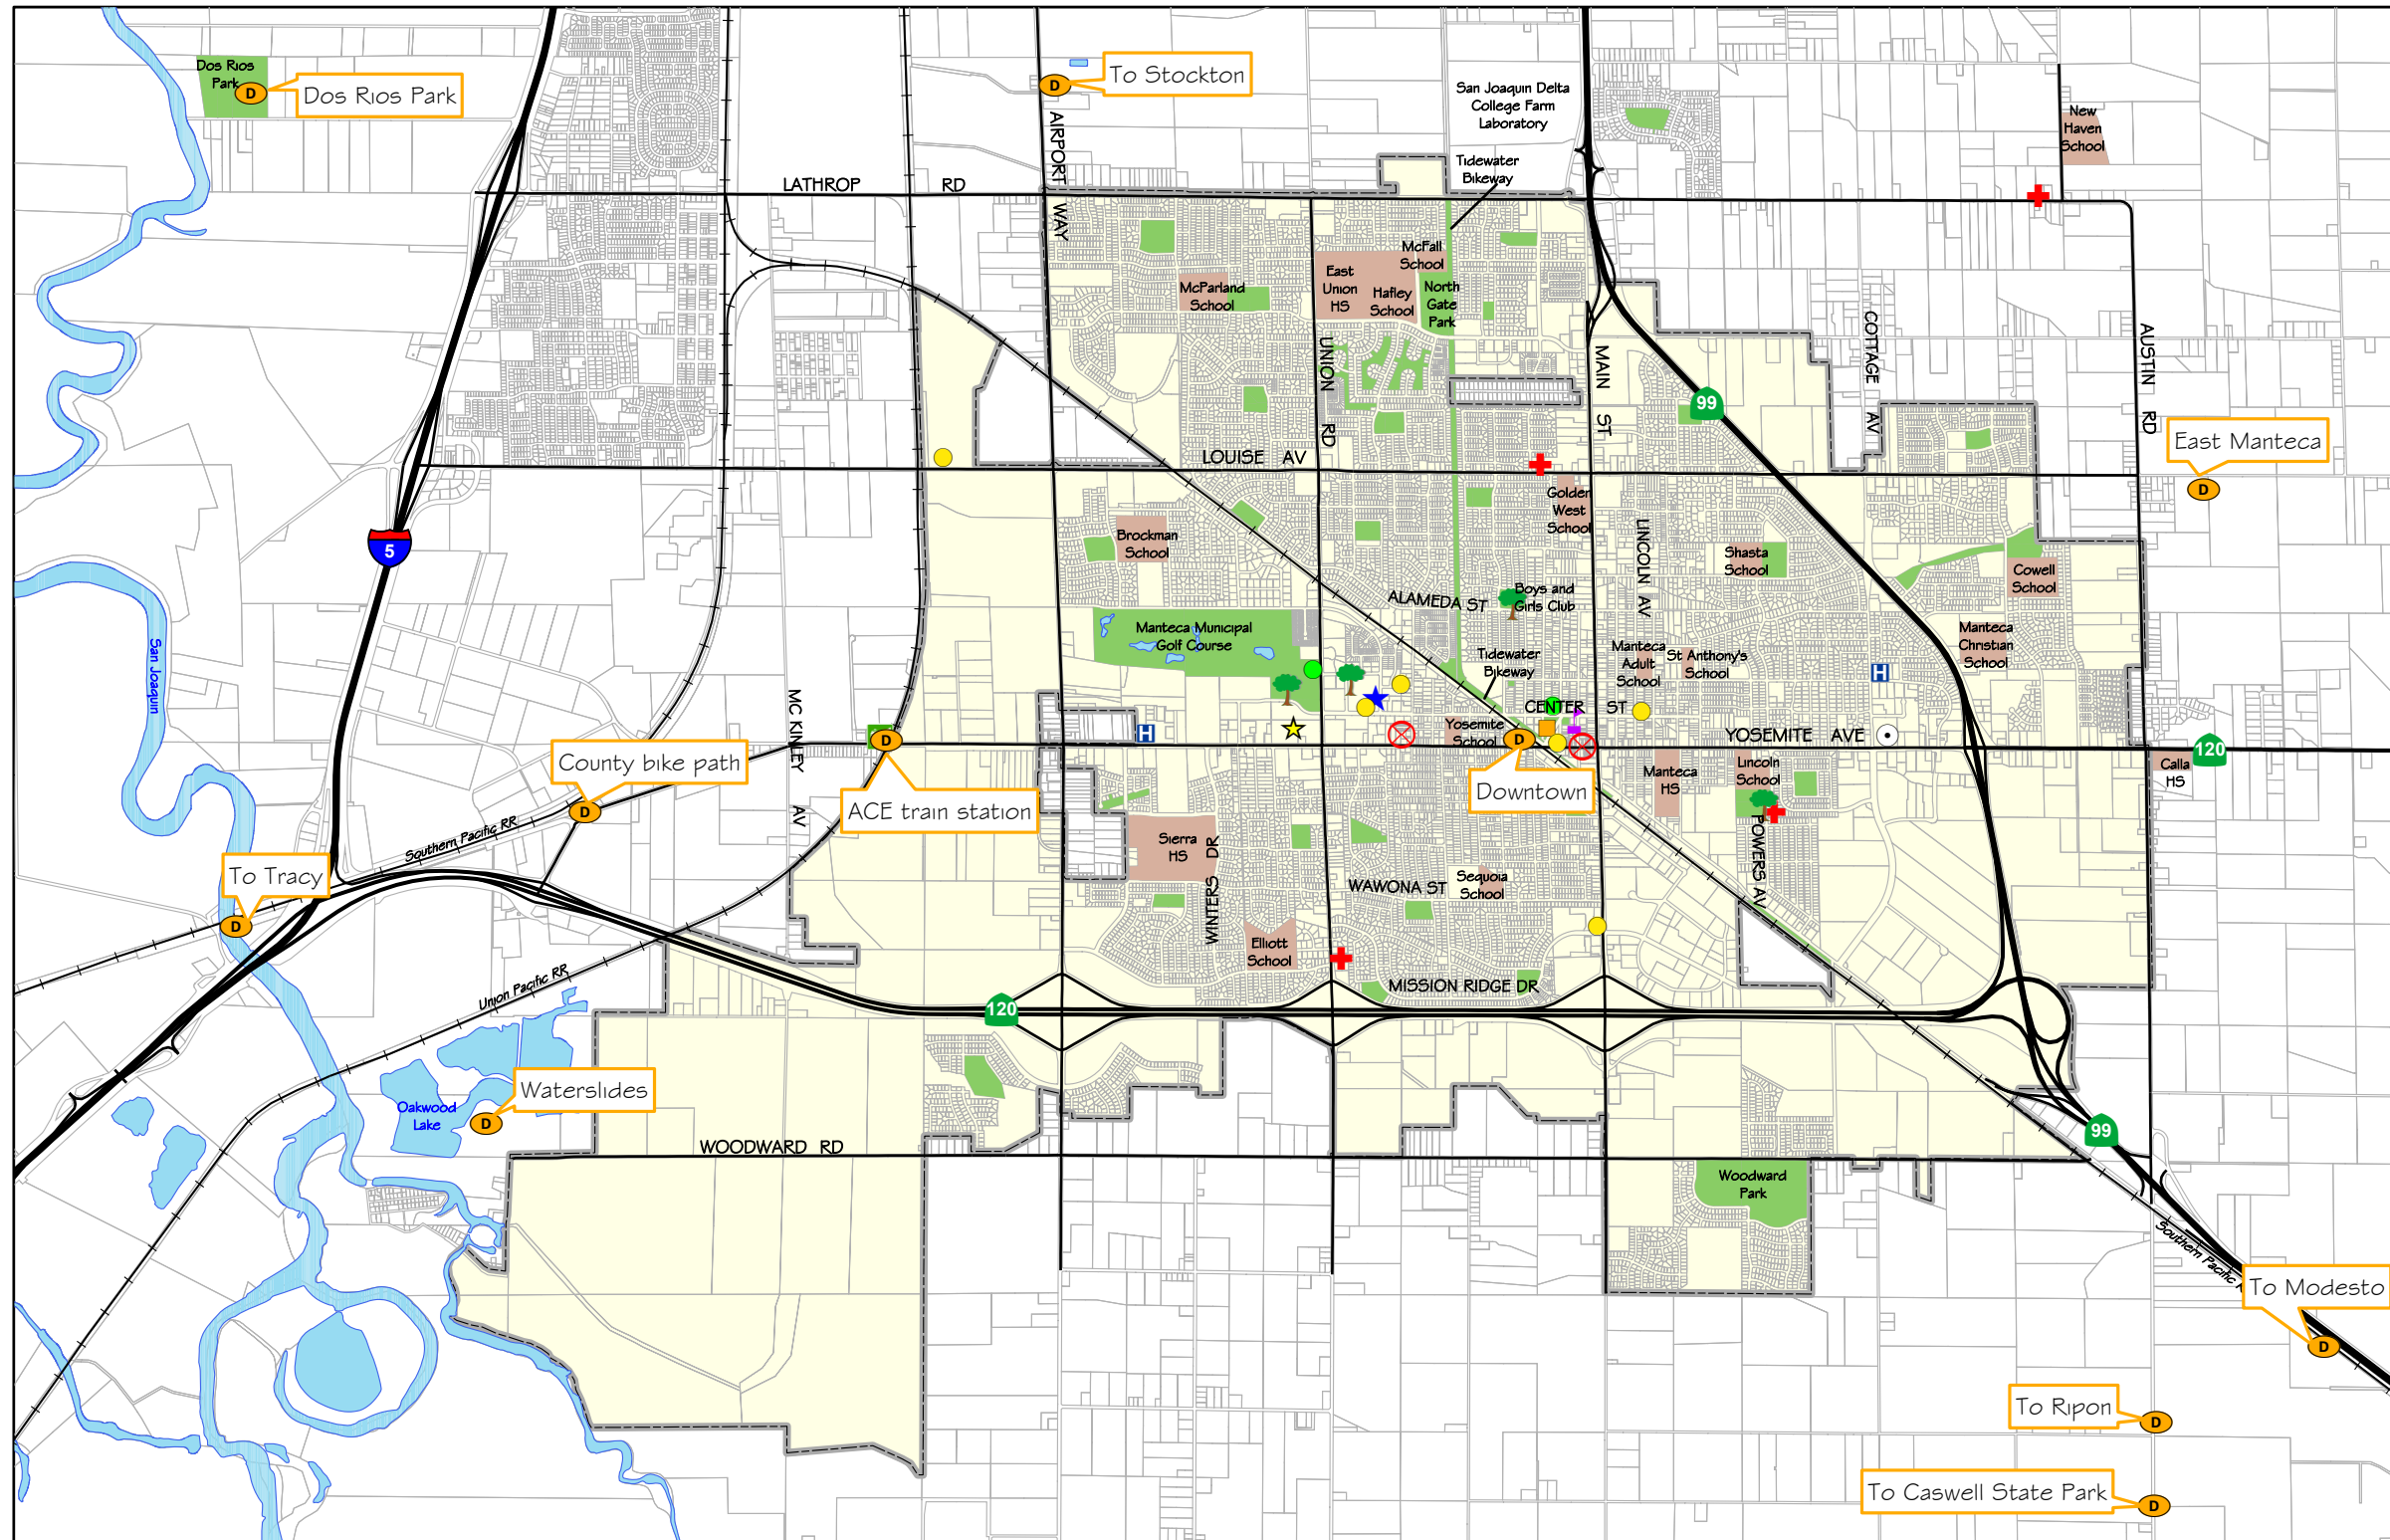 Dos Rios
Park
D
Dos Rios Park
D
To Stockton
AIRPORT
WAY
San Joaquin Delta
College Farm
Laboratory
Tidewater
Bikeway
New
Haven
School
LATHROP RD
McFall
School
East
Union
HS
Hafley
School
North
Gate
Park
McParland
School
UNION
RD
MAIN
ST
99
COTTAGE
AV
AUSTIN
RD
East Manteca
D
LOUISE AV
Golden
West
School
Brockman
School
LINCOLN AV
Shasta
School
Cowell
School
5
ALAMEDA ST
Boys and
Girls Club
Manteca Municipal
Golf Course
Manteca
Christian
School
San Joaquin
Tidewater
Bikeway
Manteca
Adult
School
St Anthony's
School
H
MC KINLEY
AV
CENTER ST
H
Yosemite
School
D
D
YOSEMITE AVE
120
County bike path
D
ACE train station
Downtown
Manteca
HS
Lincoln
School
Calla
HS
POWERS AV
Southern Pacific RR
Sierra
HS
WINTERS DR
To Tracy
D
WAWONA ST
Sequoia
School
Elliott
School
Union Pacific RR
MISSION RIDGE DR
120
Waterslides
D
Oakwood
Lake
99
WOODWARD RD
Woodward
Park
Southern Pacific
To Modesto
D
To Ripon
D
To Caswell State Park
D